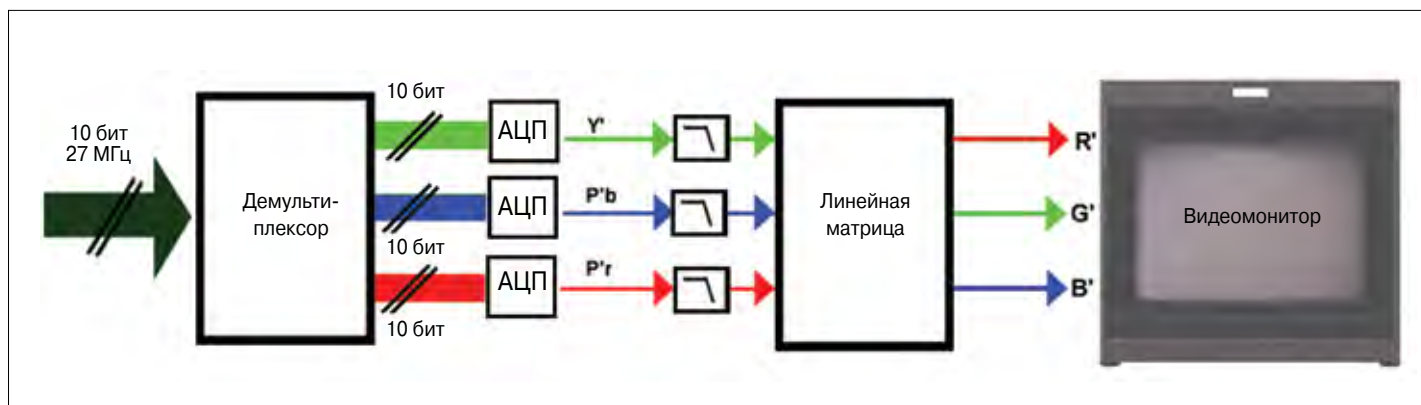 10 бит
27 МГц
Демульти-
плексор
10 бит
10 бит
10 бит
АЦП
АЦП
АЦП
Y'
P'b
P'r
Линейная
матрица
R'
G'
B'
Видеомонитор